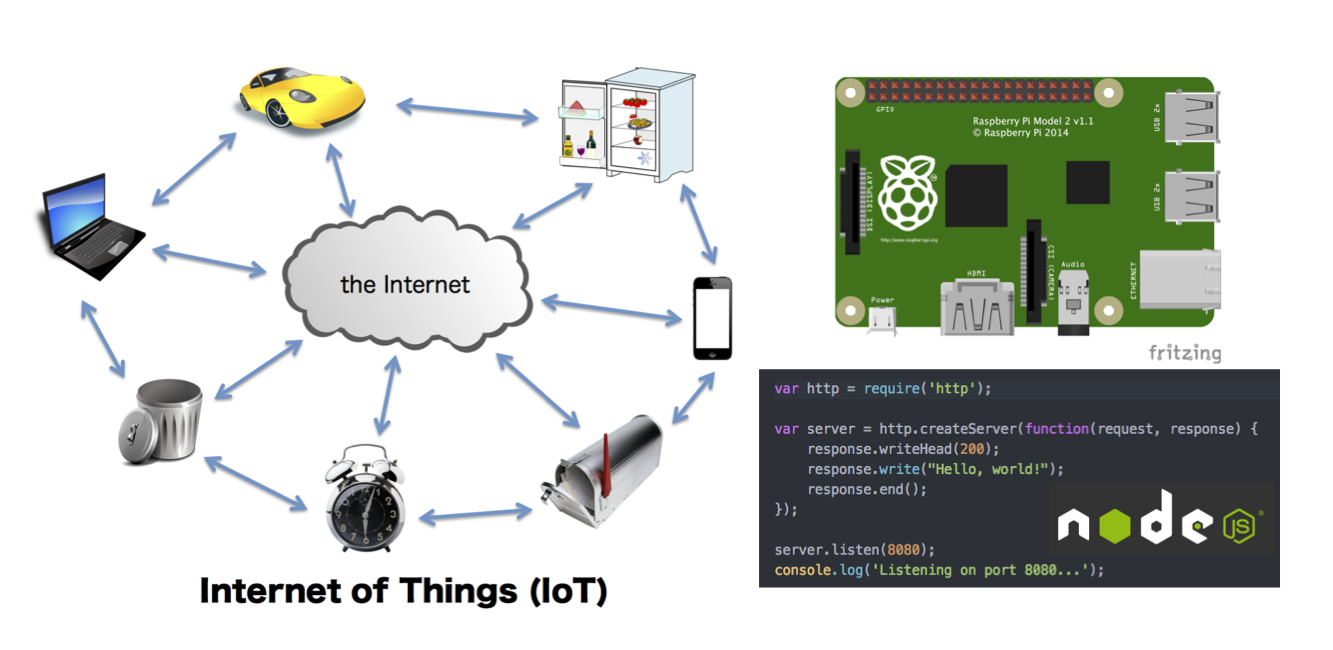 the Internet
Internet of Things (IoT)
GPIO
Raspberry Pi Model 2 v1.1
© Raspberry Pi 2014
USB 2x
USB 2x
DSI (DISPLAY)
http://www.raspberrypi.org
CSI (CAMERA)
HDMI
Audio
ETHERNET
Power
fritzing
var http = require('http');
var server = http.createServer(function(request, response) {
response.writeHead(200);
response.write("Hello, world!");
response.end();
});
server.listen(8080);
console.log('Listening on port 8080...');
node
JS